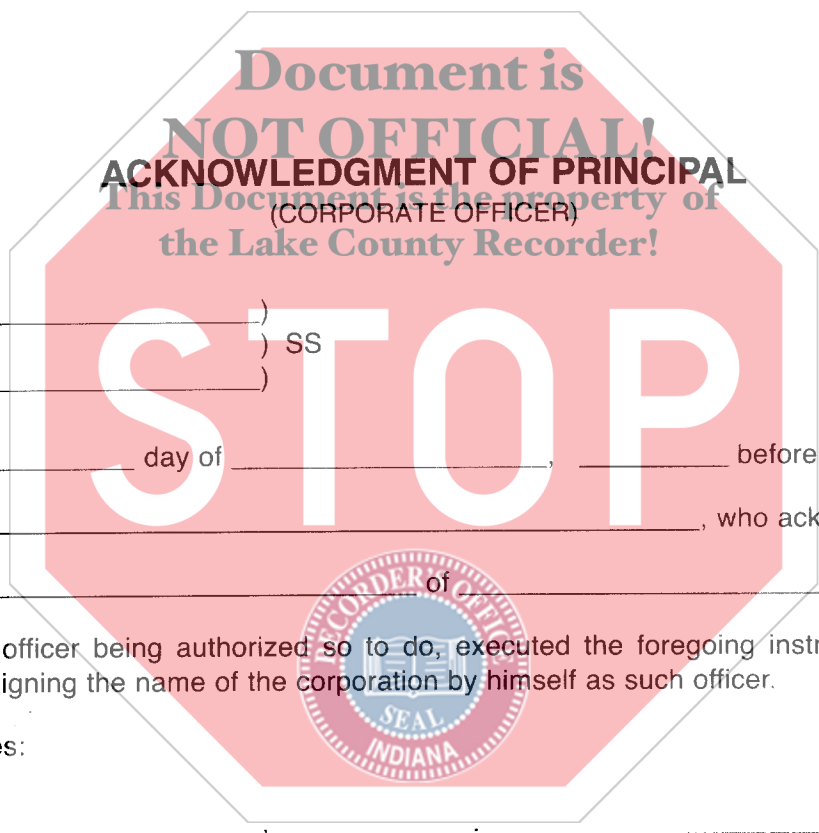 Document is
NOT OFFICIAL!
ACKNOWLEDGMENT OF PRINCIPAL
This Document is the property of
(CORPORATE OFFICER)
the Lake County Recorder!
)
) SS
)
STOP
day of , before
, who ack
of
officer being authorized so to do, executed the foregoing instr
igning the name of the corporation by himself as such officer.
es:
RECORDER'S OFFICE
SEAL
INDIANA